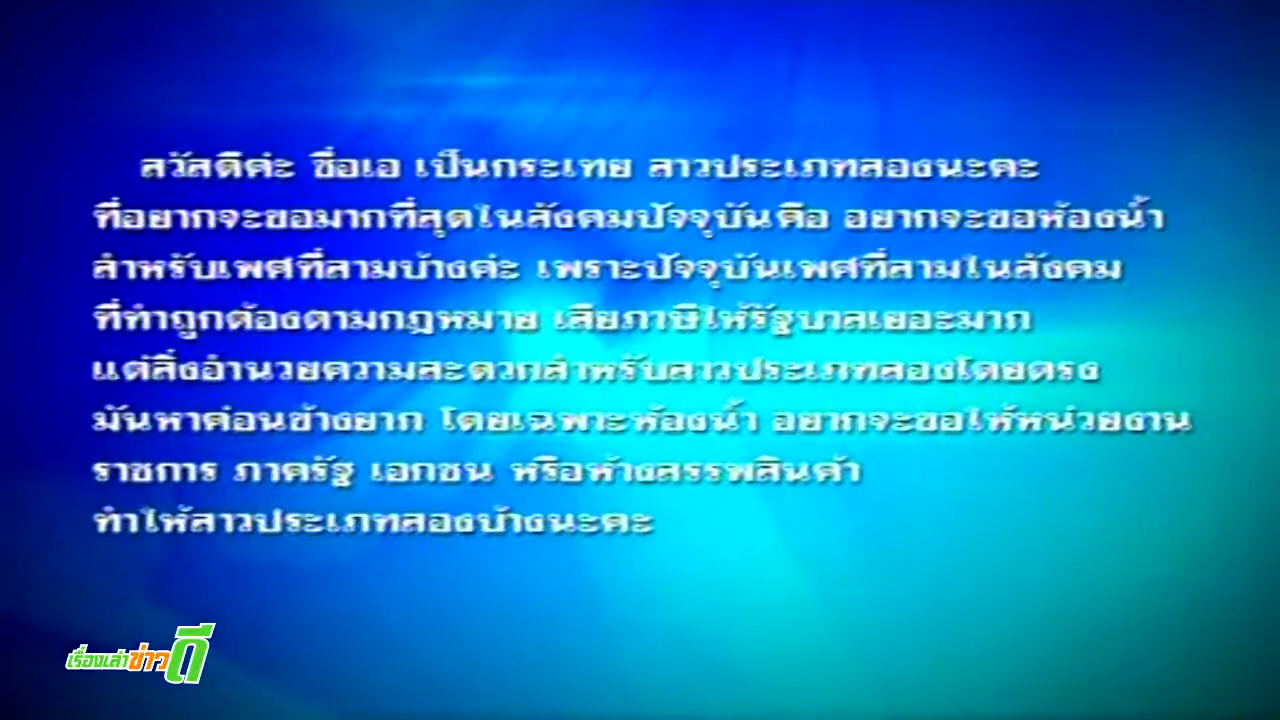 สวัสดีค่ะ ชื่อเอ เป็นกระเทย สาวประเภทสองนะคะ
ที่อยากจะขอมากที่สุดในสังคมปัจจุบันคือ อยากจะขอห้องน้ำ
สำหรับเพศที่สามบ้างค่ะ เพราะปัจจุบันเพศที่สามในสังคม
ที่ทำถูกต้องตามกฎหมาย เสียภาษีให้รัฐบาลเยอะมาก
แต่สิ่งอำนวยความสะดวกสำหรับสาวประเภทสองโดยตรง
มันหาค่อนข้างยาก โดยเฉพาะห้องน้ำ อยากจะขอให้หน่วยงาน
ราชการ ภาครัฐ เอกชน หรือห้างสรรพสินค้า
ทำให้สาวประเภทสองบ้างนะคะ
เรื่องเล่าข่าวดี